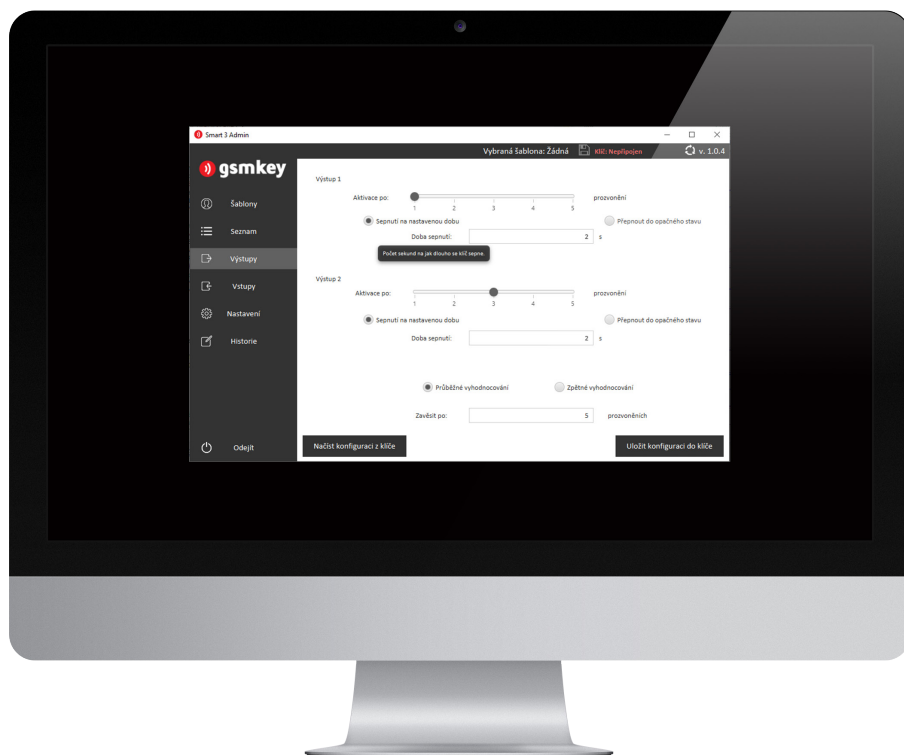 Smart 3 Admin
Vybraná šablona: Žádná Klíč: Nepřipojen v. 1.0.4
gsmkey
Šablony
Seznam
Výstupy
Vstupy
Nastavení
Historie
Odejít
Výstup 1
Aktivace po: prozvonění
1 2 3 4 5
Sepnutí na nastavenou dobu Přepnout do opačného stavu
Doba sepnutí: 2 s
Počet sekund na jak dlouho se klíč sepne.
Výstup 2
Aktivace po: prozvonění
1 2 3 4 5
Sepnutí na nastavenou dobu Přepnout do opačného stavu
Doba sepnutí: 2 s
Průběžné vyhodnocování Zpětné vyhodnocování
Zavěsit po: 5 prozvoněních
Načíst konfiguraci z klíče Uložit konfiguraci do klíče